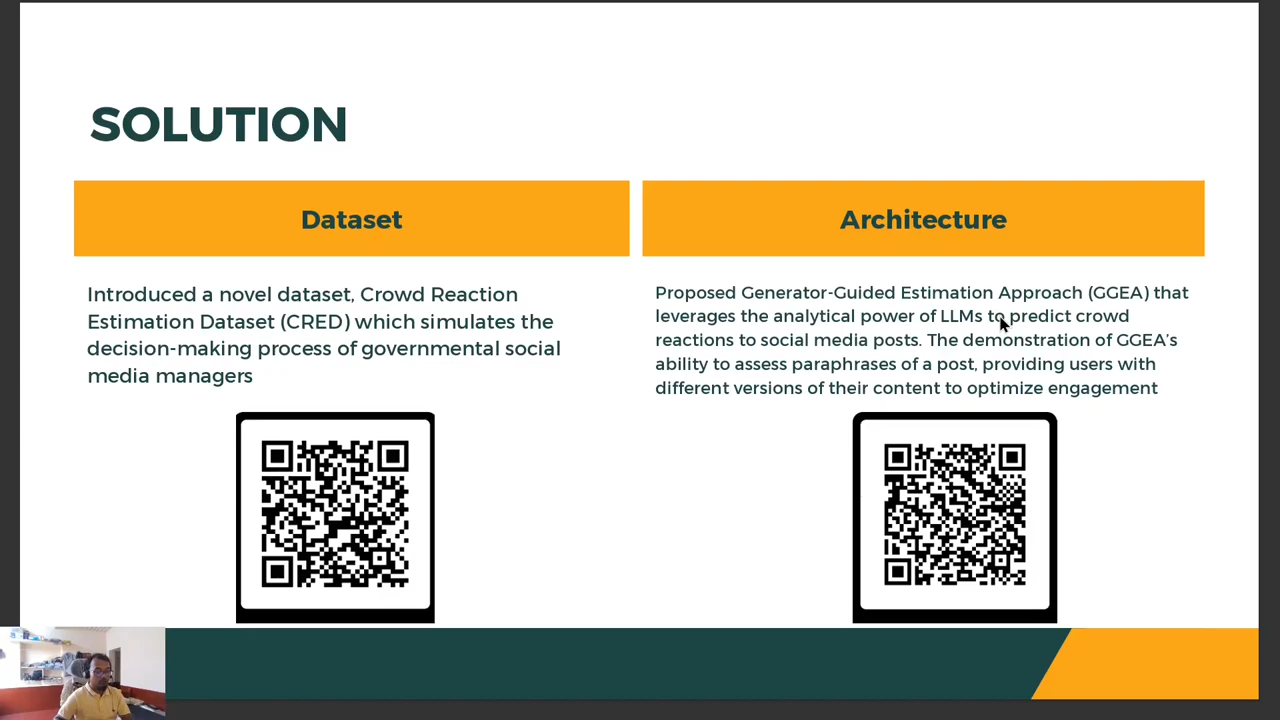 SOLUTION
Dataset
Introduced a novel dataset, Crowd Reaction
Estimation Dataset (CRED) which simulates the
decision-making process of governmental social
media managers
Architecture
Proposed Generator-Guided Estimation Approach (GGEA) that
leverages the analytical power of LLMs to predict crowd
reactions to social media posts. The demonstration of GGEA's
ability to assess paraphrases of a post, providing users with
different versions of their content to optimize engagement